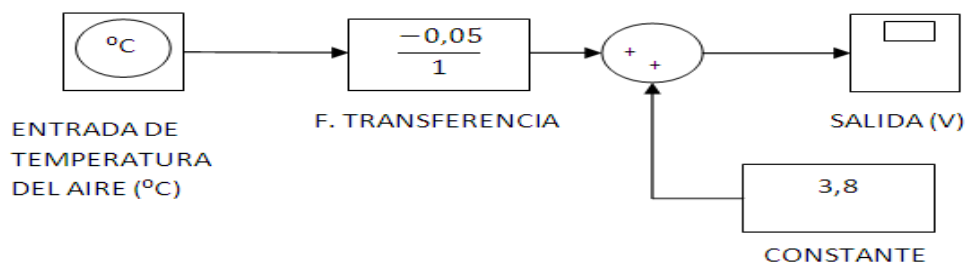 ºC
−0,05
1
+
+
ENTRADA DE
TEMPERATURA
DEL AIRE (ºC)
F. TRANSFERENCIA
SALIDA (V)
3,8
CONSTANTE